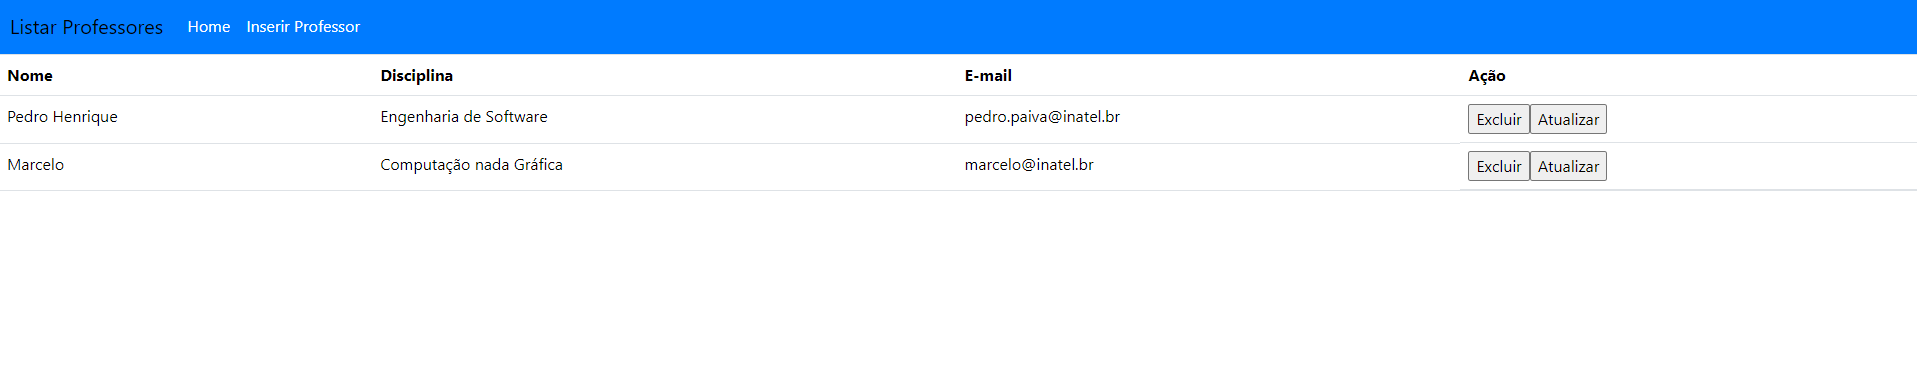 Listar Professores Home Inserir Professor
Nome Disciplina E-mail Ação
Pedro Henrique Engenharia de Software pedro.paiva@inatel.br Excluir Atualizar
Marcelo Computação nada Gráfica marcelo@inatel.br Excluir Atualizar